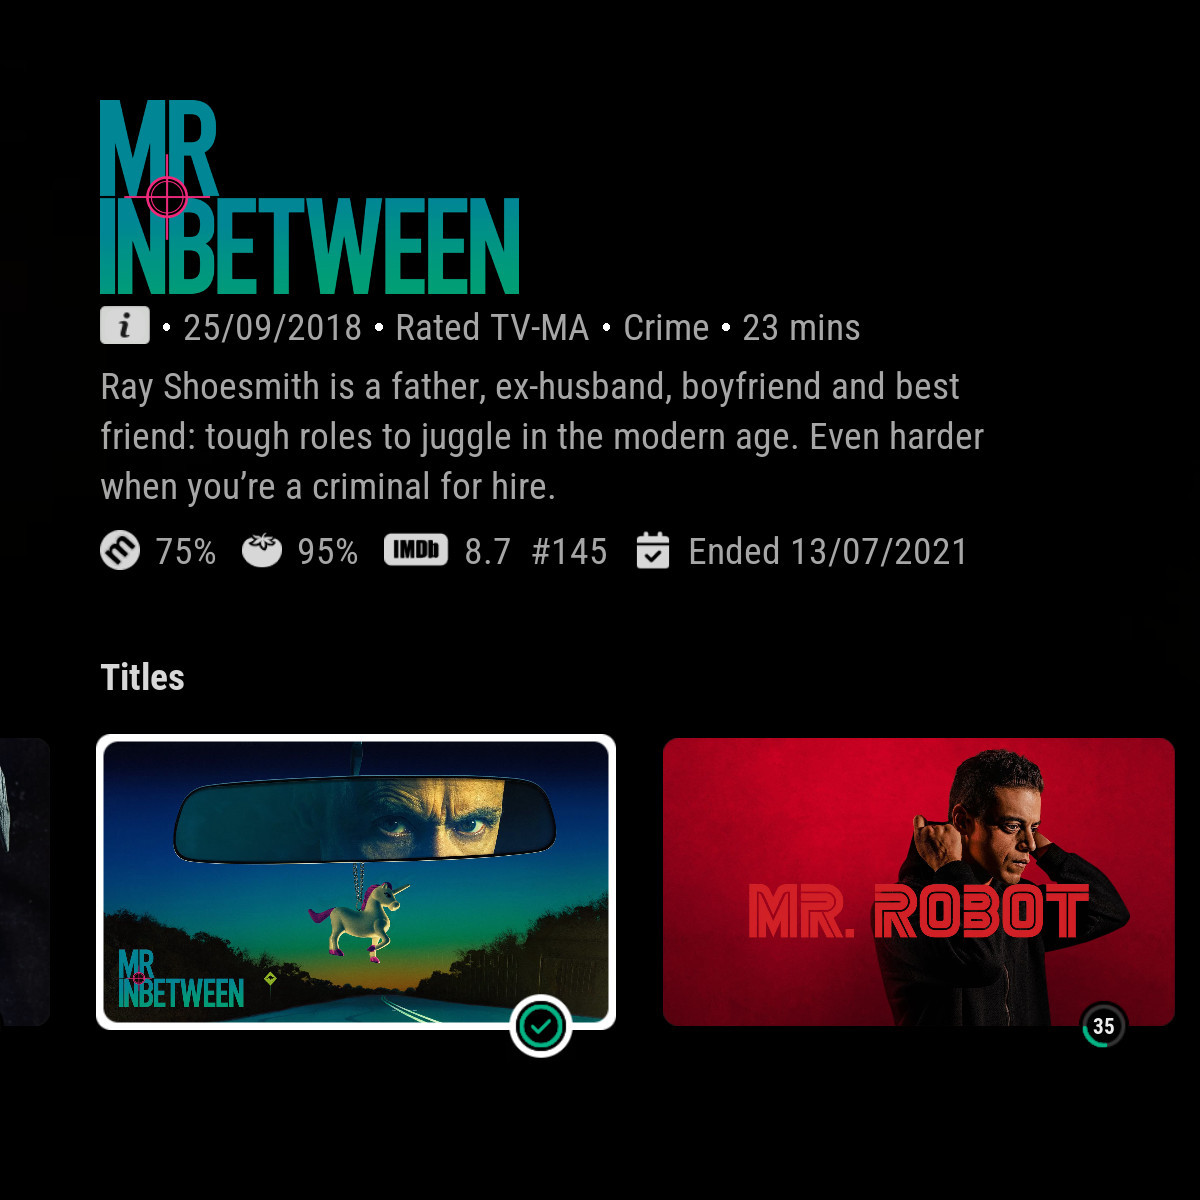 MR
INBETWEEN
i • 25/09/2018 • Rated TV-MA • Crime • 23 mins
Ray Shoesmith is a father, ex-husband, boyfriend and best
friend: tough roles to juggle in the modern age. Even harder
when you’re a criminal for hire.
m 75% 95% IMDb 8.7 #145 Ended 13/07/2021
Titles
MR
INBETWEEN
MR. ROBOT
35